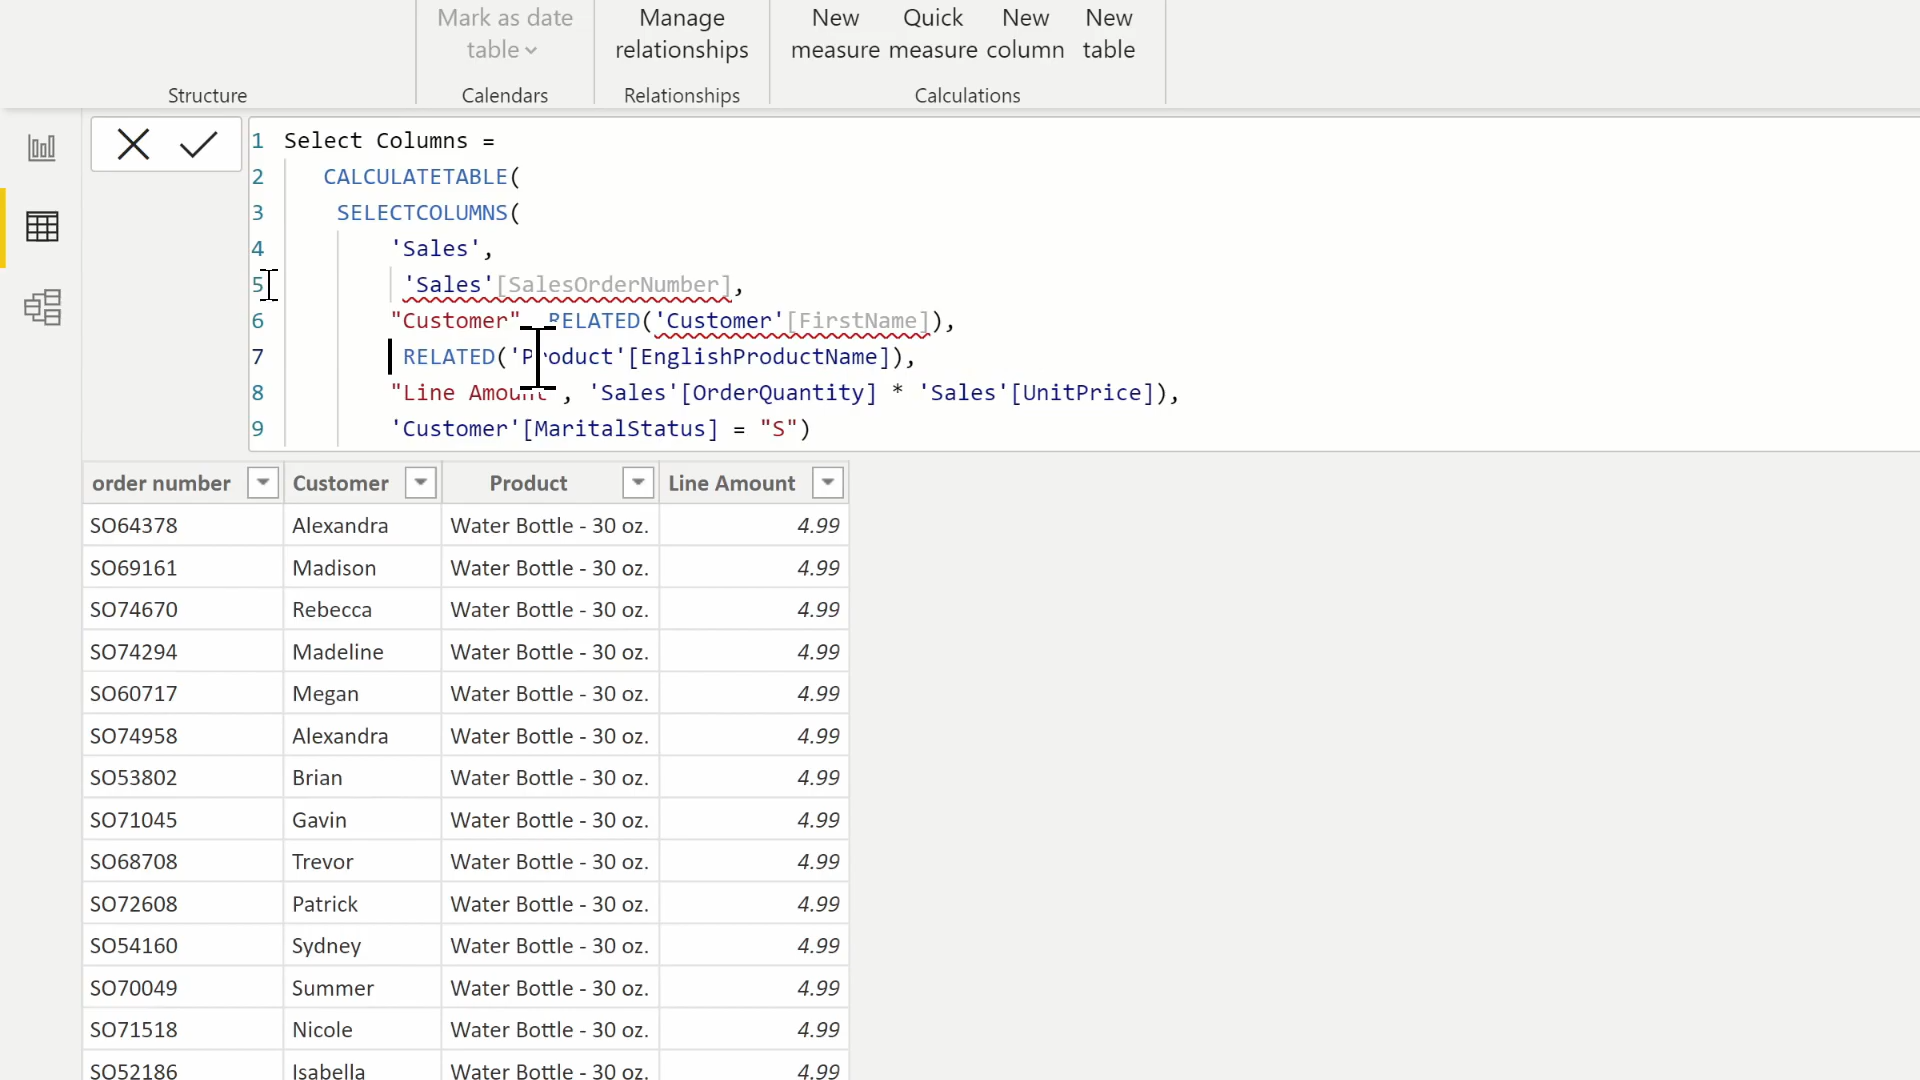 Mark as date table
Manage relationships
New measure
Quick measure
New column
New table
Structure
Calendars
Relationships
Calculations
1 Select Columns =
2 CALCULATETABLE(
3 SELECTCOLUMNS(
4 'Sales',
5 'Sales'[SalesOrderNumber],
6 "Customer", RELATED('Customer'[FirstName]),
7 RELATED('Product'[EnglishProductName]),
8 "Line Amount", 'Sales'[OrderQuantity] * 'Sales'[UnitPrice]),
9 'Customer'[MaritalStatus] = "S")
order number Customer Product Line Amount
SO64378 Alexandra Water Bottle - 30 oz. 4.99
SO69161 Madison Water Bottle - 30 oz. 4.99
SO74670 Rebecca Water Bottle - 30 oz. 4.99
SO74294 Madeline Water Bottle - 30 oz. 4.99
SO60717 Megan Water Bottle - 30 oz. 4.99
SO74958 Alexandra Water Bottle - 30 oz. 4.99
SO53802 Brian Water Bottle - 30 oz. 4.99
SO71045 Gavin Water Bottle - 30 oz. 4.99
SO68708 Trevor Water Bottle - 30 oz. 4.99
SO72608 Patrick Water Bottle - 30 oz. 4.99
SO54160 Sydney Water Bottle - 30 oz. 4.99
SO70049 Summer Water Bottle - 30 oz. 4.99
SO71518 Nicole Water Bottle - 30 oz. 4.99
SO52186 Isabella Water Bottle - 30 oz. 4.99